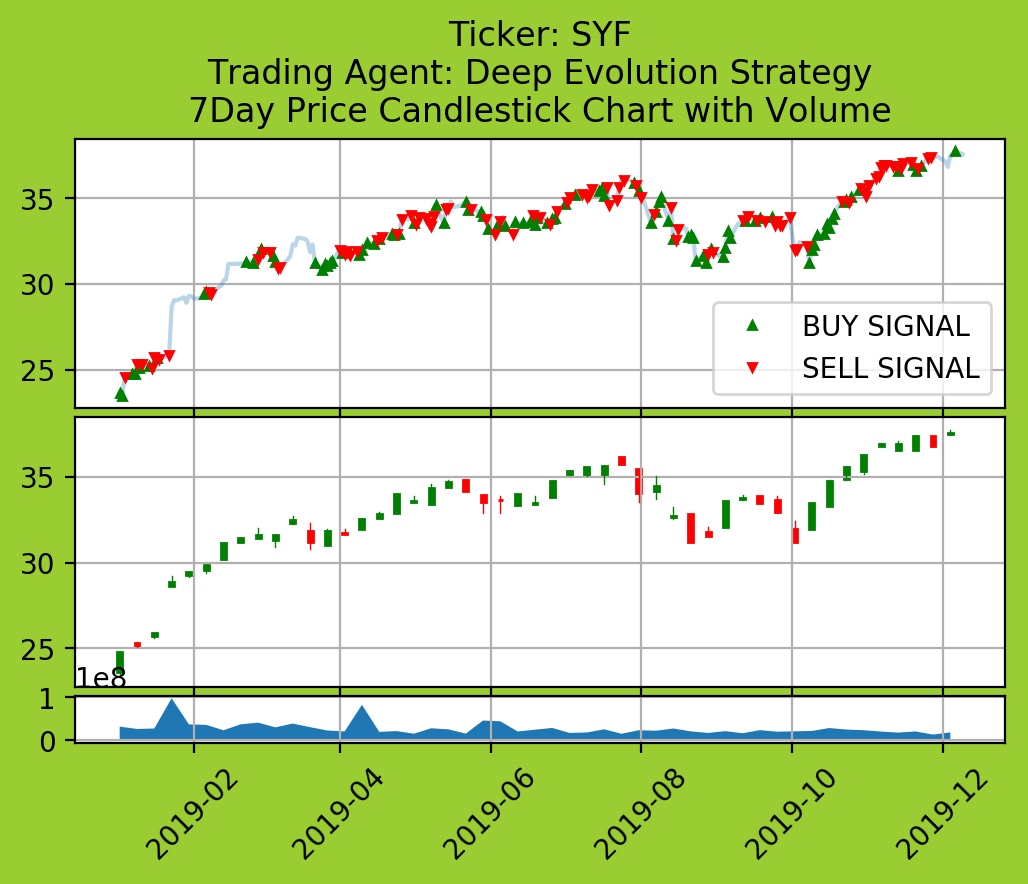 Ticker: SYF
Trading Agent: Deep Evolution Strategy
7Day Price Candlestick Chart with Volume
35
30
25
BUY SIGNAL
SELL SIGNAL
35
30
25
1e8
1
0
2019-02
2019-04
2019-06
2019-08
2019-10
2019-12